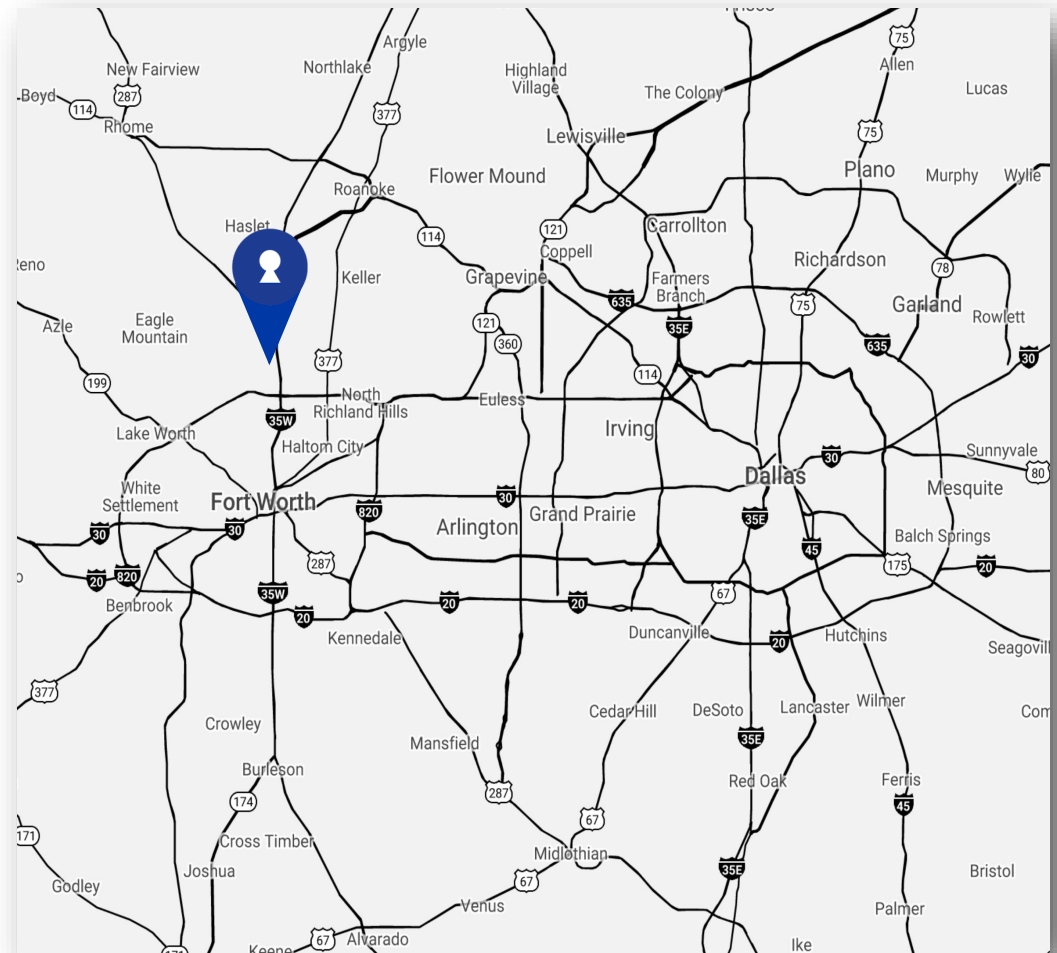 Argyle
75
New Fairview
Northlake
Highland
Village
Allen
Boyd
287
The Colony
Lucas
114
377
Rhome
Lewisville
75
Plano
Flower Mound
Murphy
Wylie
Roanoke
Haslet
121
Carrollton
114
Coppell
Richardson
78
Keller
Grapevine
Farmers
Branch
635
75
Garland
Rowlett
Azle
Eagle
Mountain
121
35E
360
635
30
377
199
114
North
Richland Hills
Euless
35W
Irving
Lake Worth
Haltom City
30
Sunnyvale
80
Dallas
White
Settlement
Fort Worth
30
Mesquite
820
Grand Prairie
35E
Arlington
30
30
Balch Springs
45
287
175
20
820
20
35W
67
Benbrook
20
20
20
Kennedale
Duncanville
20
Hutchins
377
Crowley
Cedar Hill
DeSoto
Lancaster
Wilmer
Mansfield
35E
Burleson
Red Oak
Ferris
174
287
45
67
171
Cross Timber
Midlothian
Joshua
35E
Bristol
Godley
67
Venus
Palmer
67
Alvarado
Keene
Ike